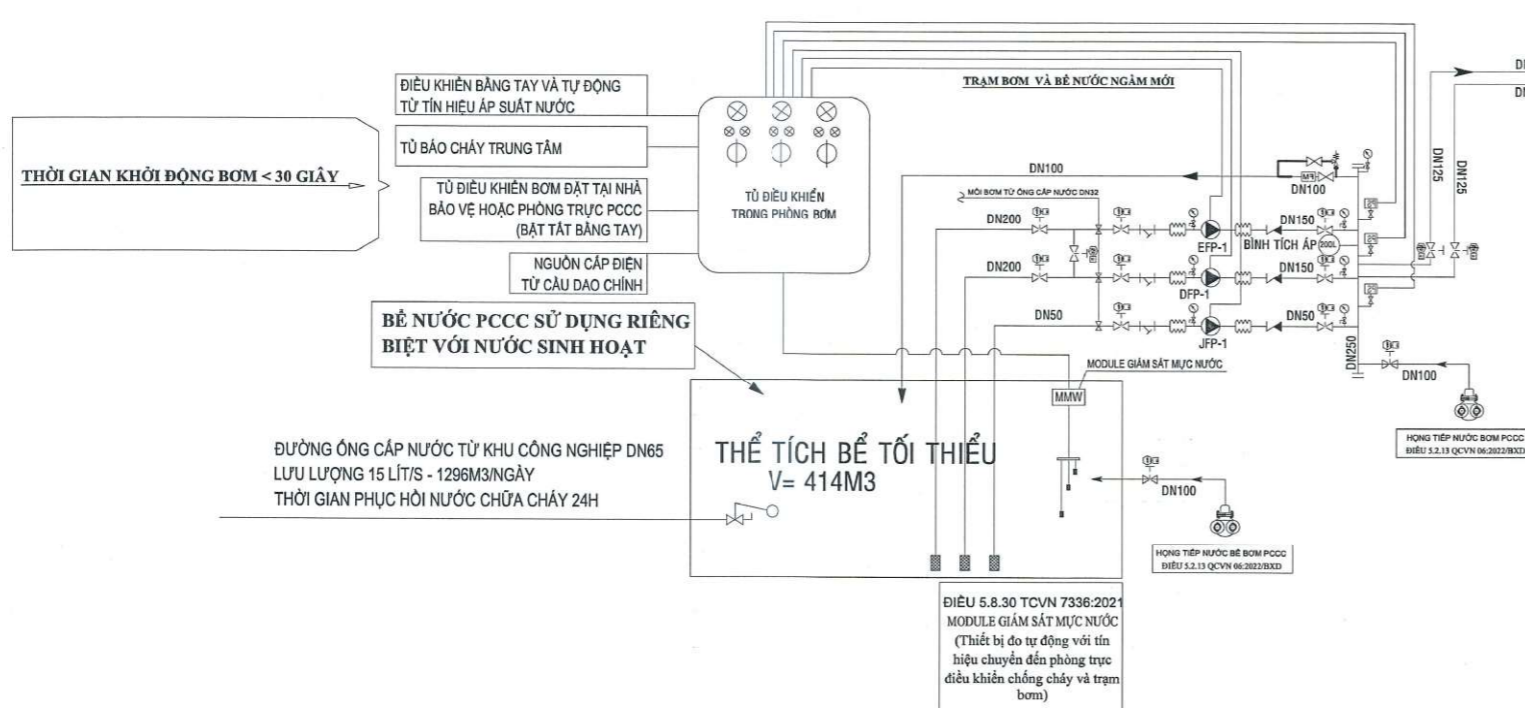 THỜI GIAN KHỞI ĐỘNG BƠM < 30 GIÂY
ĐIỀU KHIỂN BẰNG TAY VÀ TỰ ĐỘNG
TỪ TÍN HIỆU ÁP SUẤT NƯỚC
TỦ BÁO CHÁY TRUNG TÂM
TỦ ĐIỀU KHIỂN BƠM ĐẶT TẠI NHÀ
BẢO VỆ HOẶC PHÒNG TRỰC PCCC
(BẬT TẮT BẰNG TAY)
NGUỒN CẤP ĐIỆN
TỪ CẦU DAO CHÍNH
TỦ ĐIỀU KHIỂN
TRONG PHÒNG BƠM
TRẠM BƠM VÀ BỂ NƯỚC NGẦM MỚI
DN100
MỒI BƠM TỪ ỐNG CẤP NƯỚC DN32
DN200
DN200
DN50
EFP-1
DFP-1
JFP-1
DN100
DN150
BÌNH TÍCH ÁP
200L
DN150
DN50
DN250
DN125
DN125
DN100
HỌNG TIẾP NƯỚC BƠM PCCC
ĐIỀU 5.2.13 QCVN 06:2022/BXD
BỂ NƯỚC PCCC SỬ DỤNG RIÊNG
BIỆT VỚI NƯỚC SINH HOẠT
MODULE GIÁM SÁT MỰC NƯỚC
MMW
ĐƯỜNG ỐNG CẤP NƯỚC TỪ KHU CÔNG NGHIỆP DN65
LƯU LƯỢNG 15 LÍT/S - 1296M3/NGÀY
THỜI GIAN PHỤC HỒI NƯỚC CHỮA CHÁY 24H
THỂ TÍCH BỂ TỐI THIỂU
V= 414M3
DN100
HỌNG TIẾP NƯỚC BỂ BƠM PCCC
ĐIỀU 5.2.13 QCVN 06:2022/BXD
ĐIỀU 5.8.30 TCVN 7336:2021
MODULE GIÁM SÁT MỰC NƯỚC
(Thiết bị đo tự động với tín
hiệu chuyển đến phòng trực
điều khiển chống cháy và trạm
bơm)